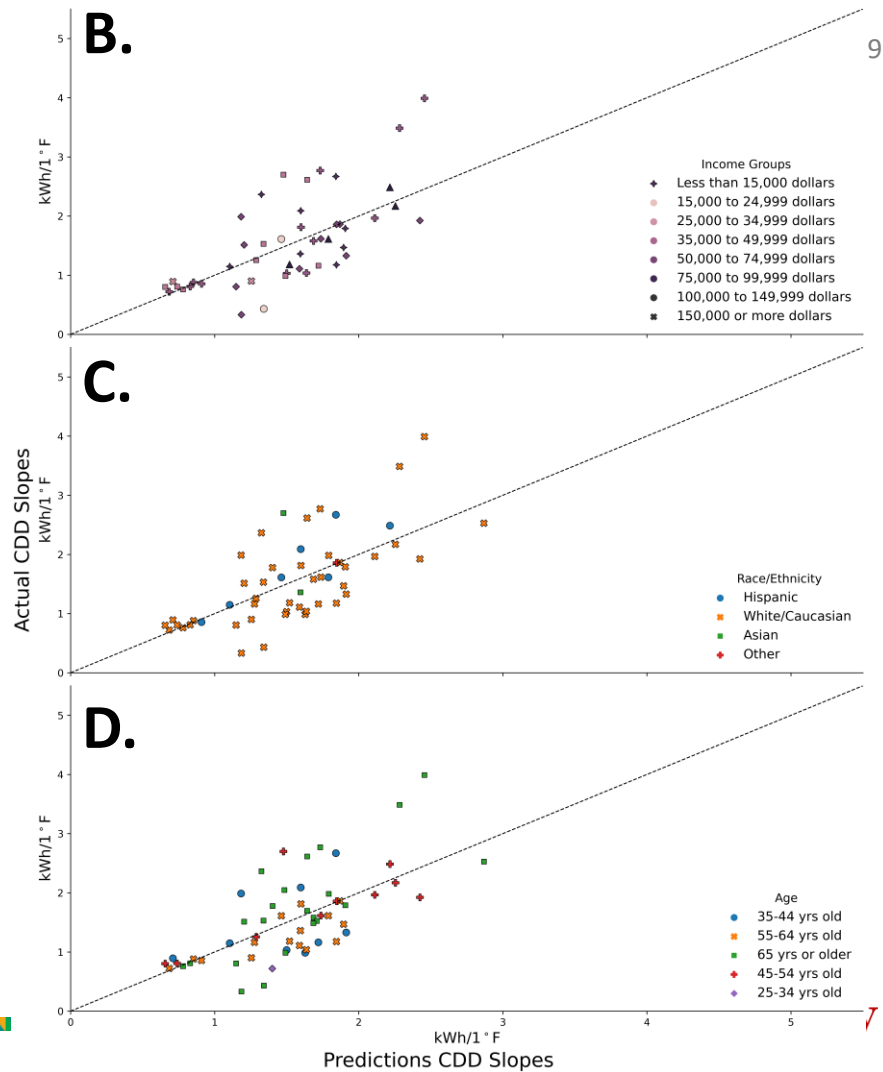 B.
9
5
4
3
2
1
0
kWh/1°F
Income Groups
Less than 15,000 dollars
15,000 to 24,999 dollars
25,000 to 34,999 dollars
35,000 to 49,999 dollars
50,000 to 74,999 dollars
75,000 to 99,999 dollars
100,000 to 149,999 dollars
150,000 or more dollars
C.
5
4
3
2
1
0
Actual CDD Slopes
kWh/1°F
Race/Ethnicity
Hispanic
White/Caucasian
Asian
Other
D.
5
4
3
2
1
0
kWh/1°F
Age
35-44 yrs old
55-64 yrs old
65 yrs or older
45-54 yrs old
25-34 yrs old
0 1 2 3 4 5
kWh/1°F
Predictions CDD Slopes